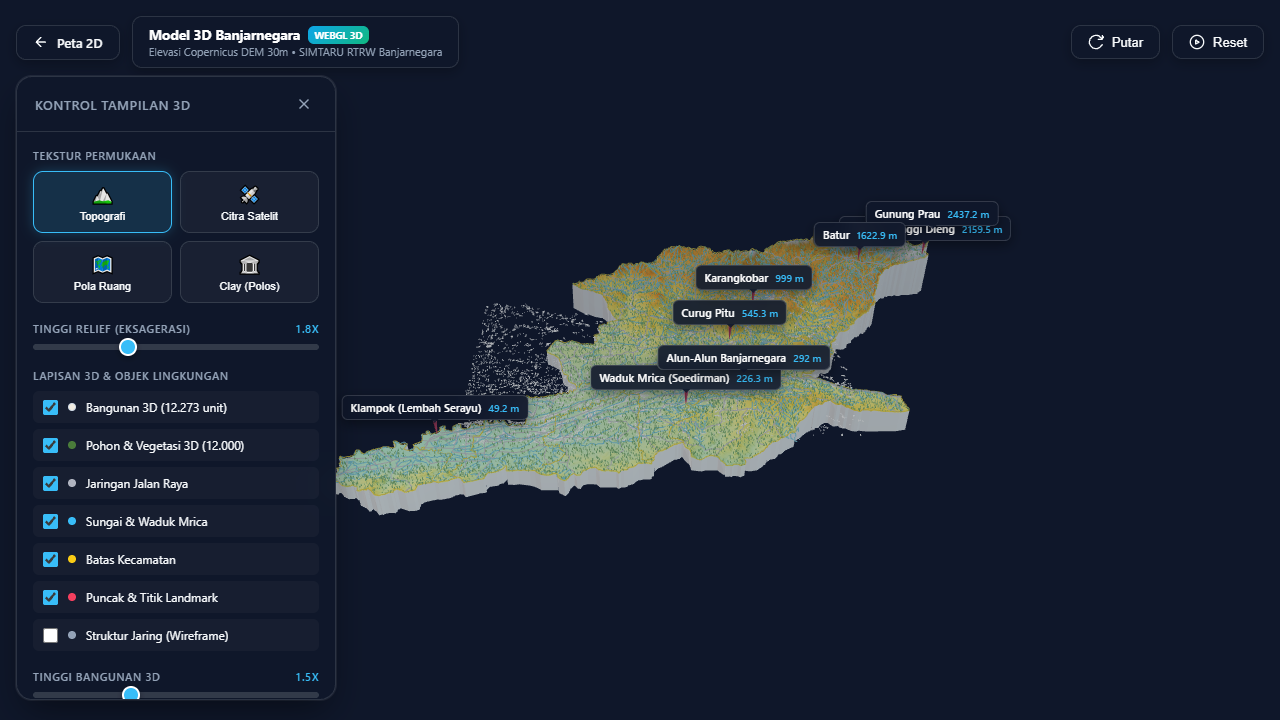 Peta 2D
Model 3D Banjarnegara WEBGL 3D
Elevasi Copernicus DEM 30m • SIMTARU RTRW Banjarnegara
Putar
Reset
KONTROL TAMPILAN 3D
TEKSTUR PERMUKAAN
Topografi
Citra Satelit
Pola Ruang
Clay (Polos)
TINGGI RELIEF (EKSAGERASI) 1.8X
LAPISAN 3D & OBJEK LINGKUNGAN
Bangunan 3D (12.273 unit)
Pohon & Vegetasi 3D (12.000)
Jaringan Jalan Raya
Sungai & Waduk Mrica
Batas Kecamatan
Puncak & Titik Landmark
Struktur Jaring (Wireframe)
TINGGI BANGUNAN 3D 1.5X
Gunung Prau 2437.2 m
Dieng 2159.5 m
Batur 1622.9 m
Karangkobar 999 m
Curug Pitu 545.3 m
Alun-Alun Banjarnegara 292 m
Waduk Mrica (Soedirman) 226.3 m
Klampok (Lembah Serayu) 49.2 m